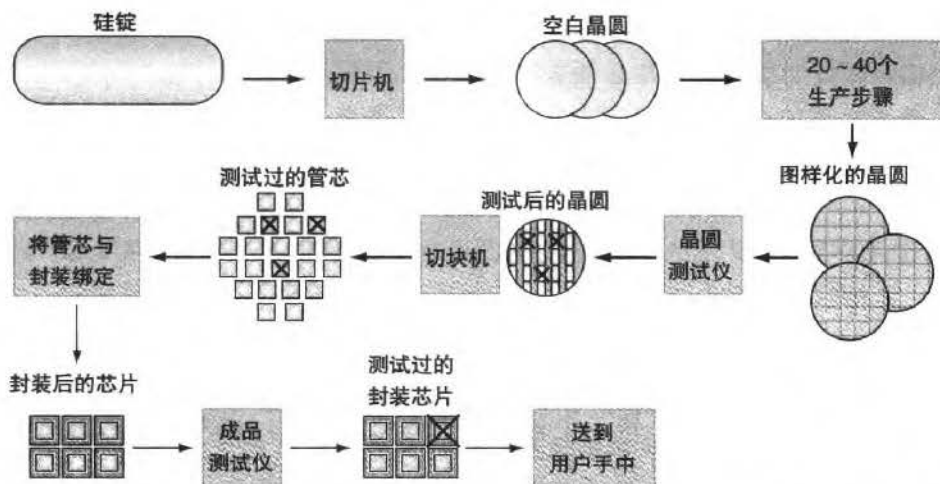 硅锭
切片机
空白晶圆
20～40个
生产步骤
图样化的晶圆
晶圆
测试仪
测试后的晶圆
切块机
测试过的管芯
将管芯与
封装绑定
封装后的芯片
成品
测试仪
测试过的
封装芯片
送到
用户手中